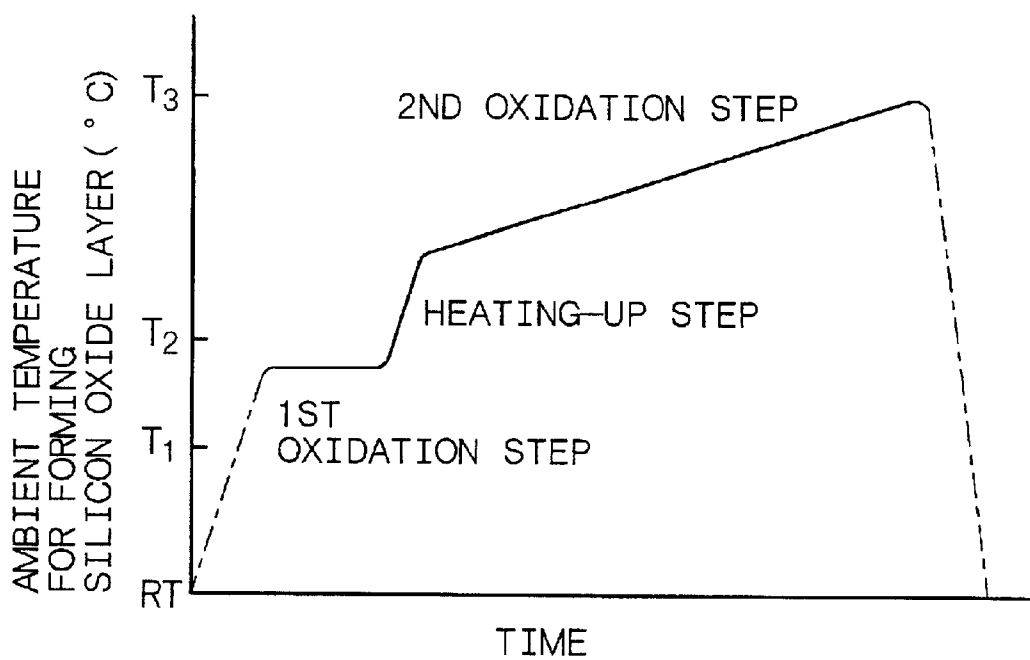 AMBIENT TEMPERATURE
FOR FORMING
SILICON OXIDE LAYER (°C)
T3
2ND OXIDATION STEP
HEATING-UP STEP
T2
1ST
OXIDATION STEP
T1
RT
TIME